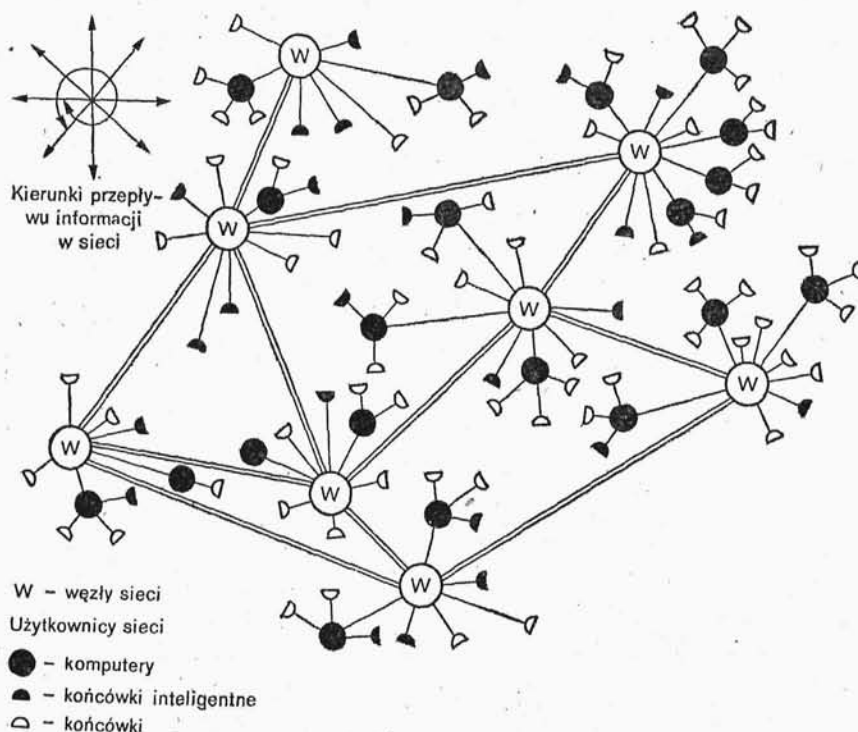 W
W
Kierunki przepły-
wu informacji
w sieci
W
W
W
W
W
W
W – węzły sieci
Użytkownicy sieci
– komputery
– końcówki inteligentne
– końcówki